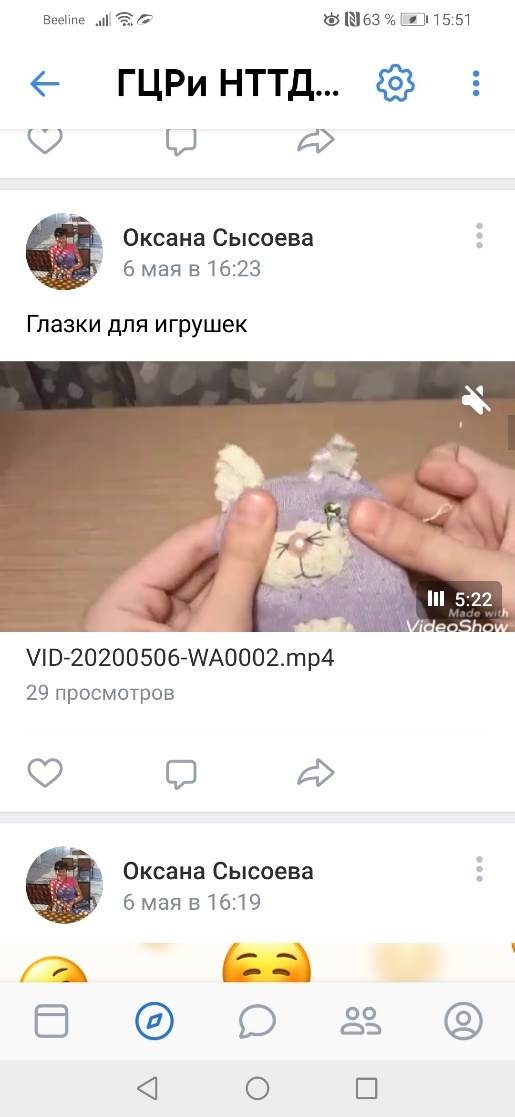 Beeline 63 % 15:51
ГЦРи НТТД...
Оксана Сысоева
6 мая в 16:23
Глазки для игрушек
5:22
Made with
VideoShow
VID-20200506-WA0002.mp4
29 просмотров
Оксана Сысоева
6 мая в 16:19